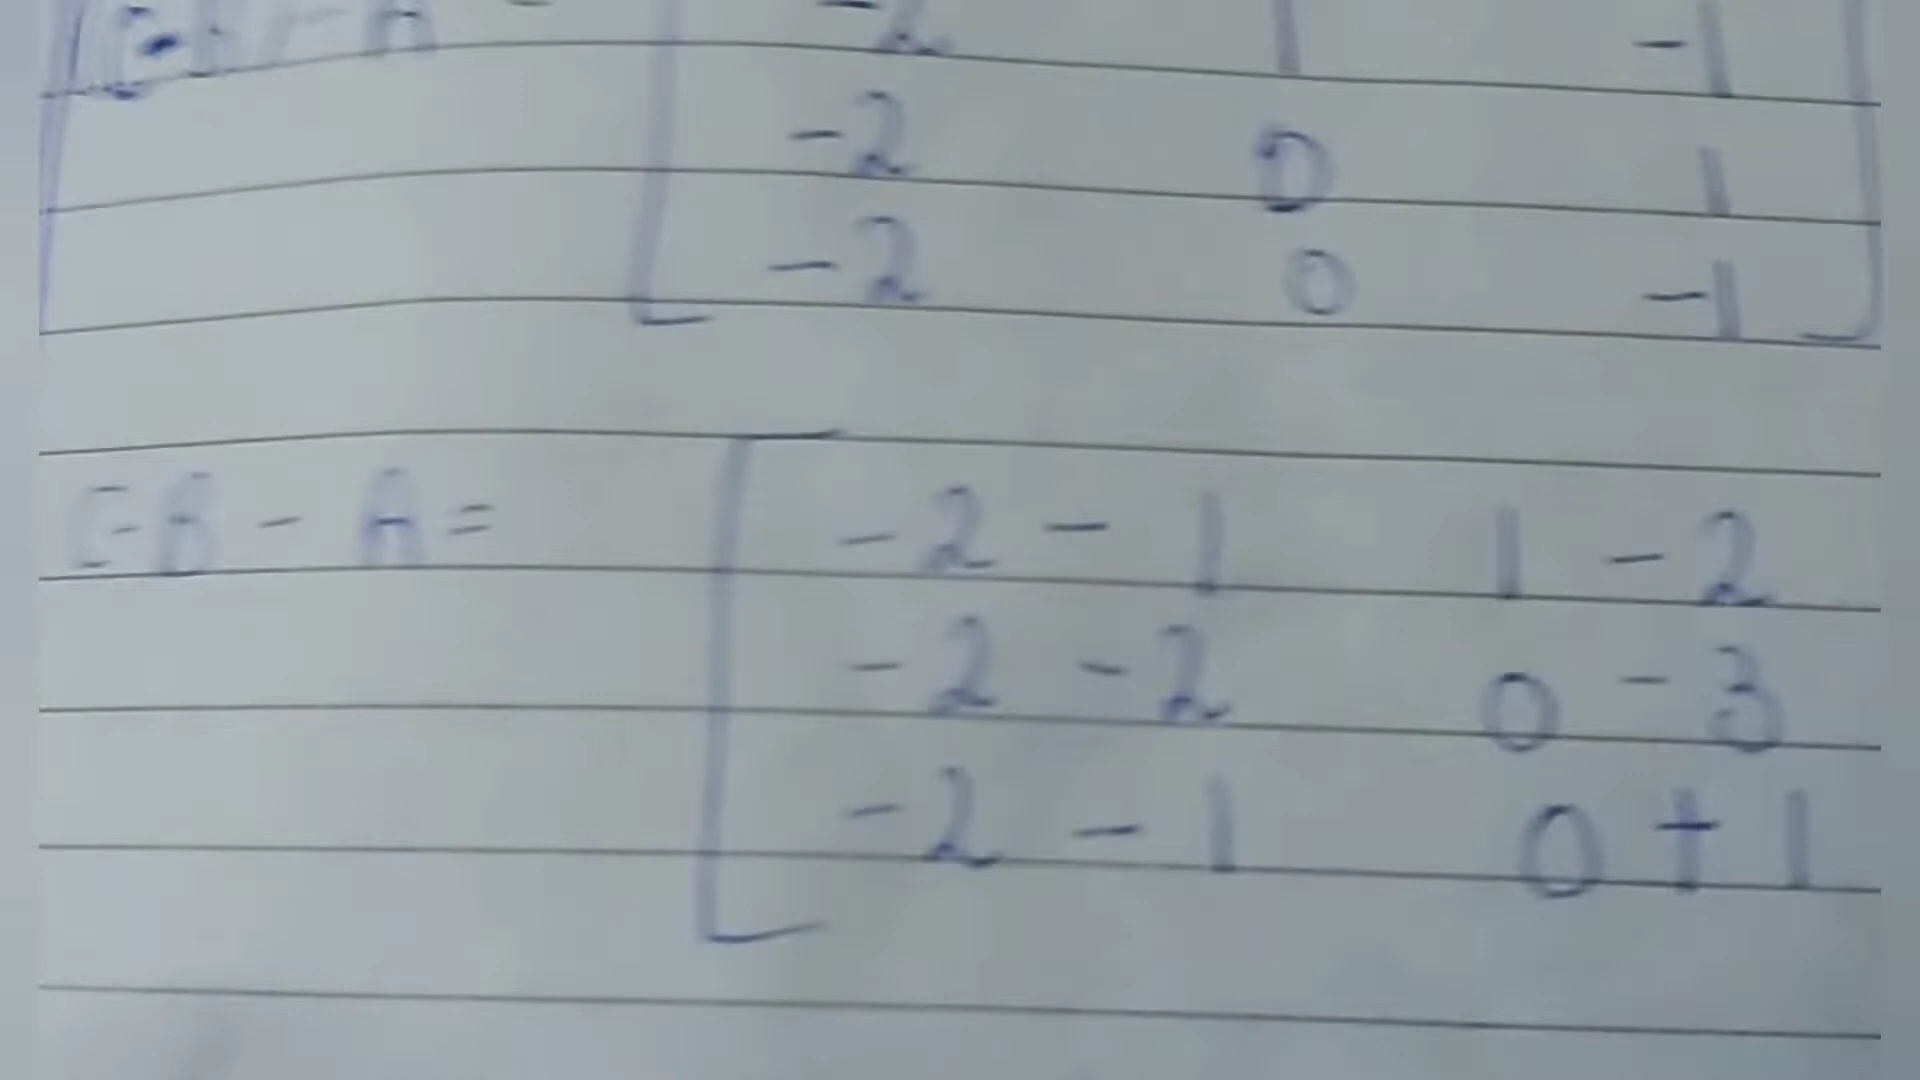 - A = -2 1 -1
-2 0 1
-2 0 -1
CB - A = -2 - 1 1 - 2
-2 - 2 0 - 3
-2 - 1 0 + 1